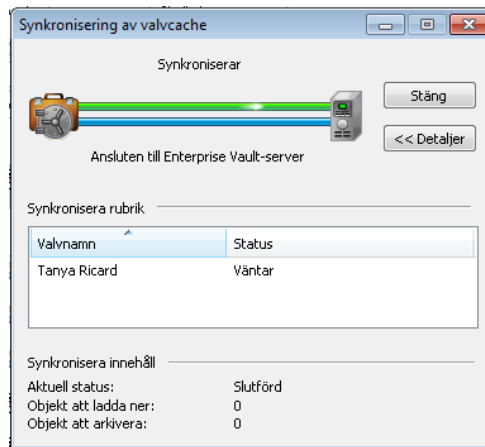 Synkronisering av valvcache
Synkroniserar
Stäng
<< Detaljer
Ansluten till Enterprise Vault-server
Synkronisera rubrik
Valvnamn Status
Tanya Ricard Väntar
Synkronisera innehåll
Aktuell status: Slutförd
Objekt att ladda ner: 0
Objekt att arkivera: 0